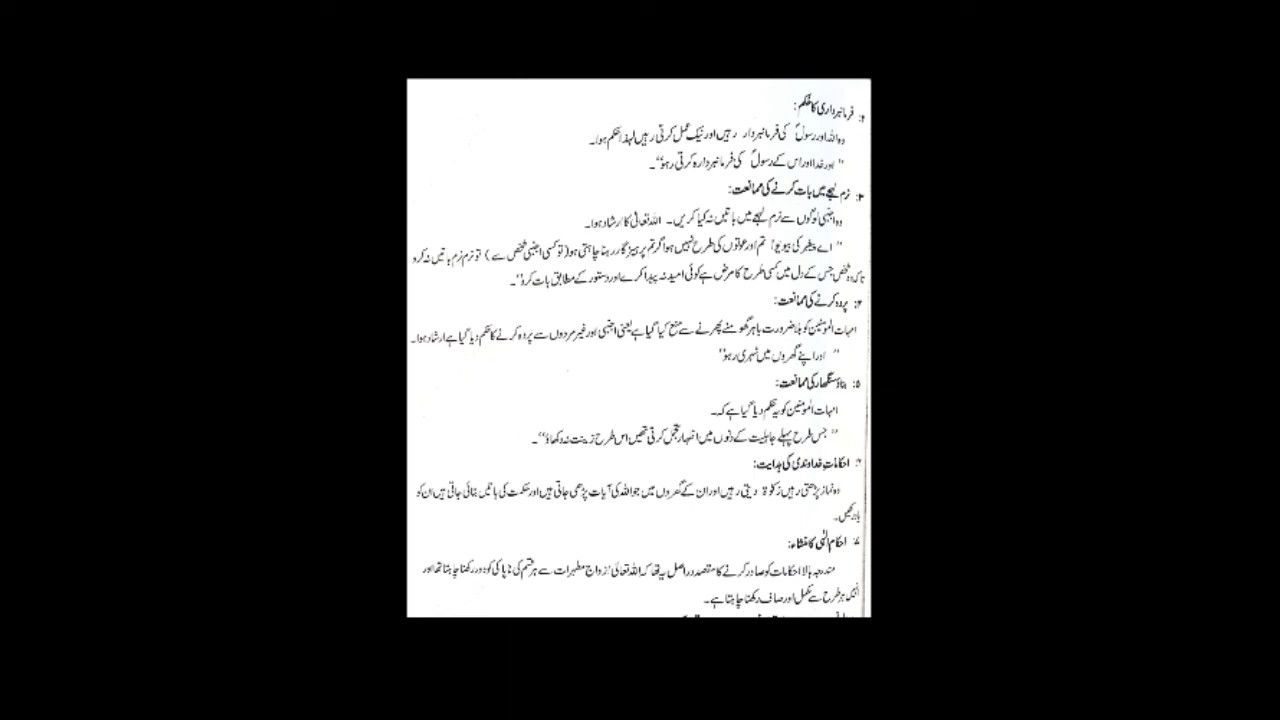 ۲: فرمانبرداری کا حکم:
وہ اللہ اور رسولؐ کی فرمانبردار رہیں اور نیک عمل کرتی رہیں لہٰذا حکم ہوا۔
"اور خدا اور اس کے رسولؐ کی فرمانبردارہ کرتی رہو"۔
۳: نرم لہجے میں بات کرنے کی ممانعت:
وہ اجنبی لوگوں سے نرم لہجے میں باتیں نہ کیا کریں۔ اللہ تعالیٰ کا ارشاد ہوا۔
"اے پیغمبر کی بیویو! تم اور عورتوں کی طرح نہیں ہو اگر تم پرہیزگار رہنا چاہتی ہو (تو کسی اجنبی شخص سے) تو نرم نرم باتیں نہ کرو
تاکہ وہ شخص جس کے دل میں کسی طرح کا مرض ہے کوئی امید نہ پیدا کرے اور دستور کے مطابق بات کرو"۔
۴: پردہ کرنے کی ممانعت:
امہات المومنین کو بلا ضرورت باہر گھومنے پھرنے سے منع کیا گیا ہے یعنی اجنبی اور غیر مردوں سے پردہ کرنے کا حکم دیا گیا ہے ارشاد ہوا۔
"اور اپنے گھروں میں ٹہری رہو"
۵: بناؤ سنگھار کی ممانعت:
امہات المومنین کو یہ حکم دیا گیا ہے کہ۔
"جس طرح پہلے جاہلیت کے دنوں میں اظہار تجمل کرتی تھیں اس طرح زینت نہ دکھاؤ"۔
۶: احکاماتِ خداوندی کی ہدایت:
وہ نماز پڑھتی رہیں زکوٰۃ دیتی رہیں اور ان کے گھروں میں جو اللہ کی آیات پڑھی جاتی ہیں اور حکمت کی باتیں بتائی جاتی ہیں ان کو
یاد رکھیں۔
۷: احکام الٰہی کا منشاء:
مندرجہ بالا احکامات کو صادر کرنے کا مقصد دراصل یہ تھا کہ اللہ تعالیٰ ازواج مطہرات سے ہر قسم کی ناپاکی کو دور رکھنا چاہتا تھا اور
انہیں ہر طرح سے مکمل اور صاف رکھنا چاہتا ہے۔